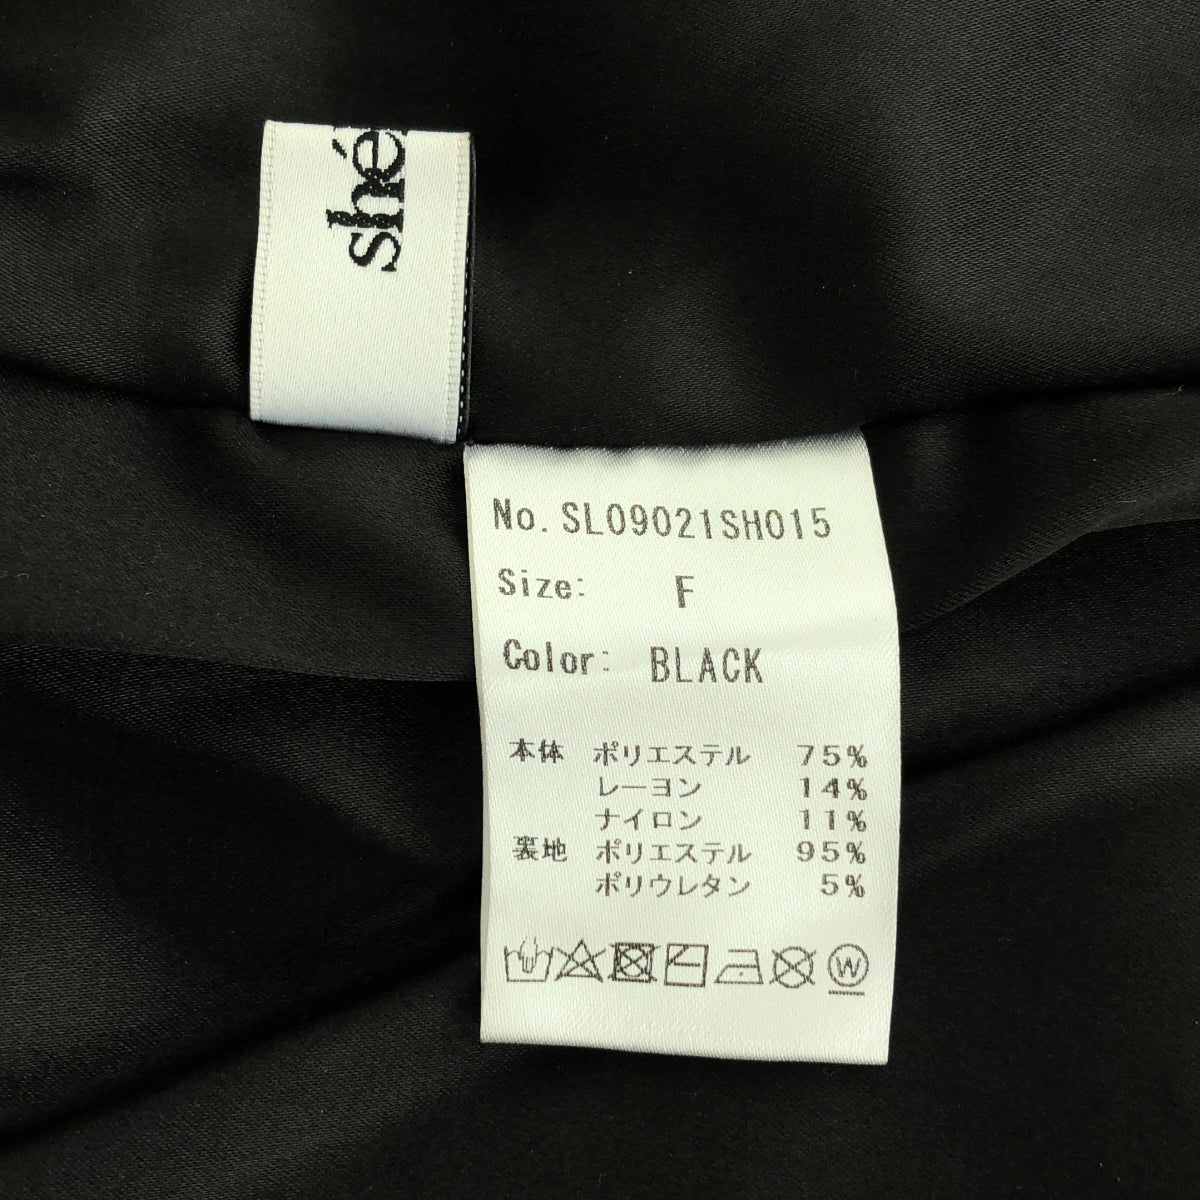 shé
No. SL09021SH015
Size: F
Color: BLACK
本体 ポリエステル 75%
レーヨン 14%
ナイロン 11%
裏地 ポリエステル 95%
ポリウレタン 5%
W